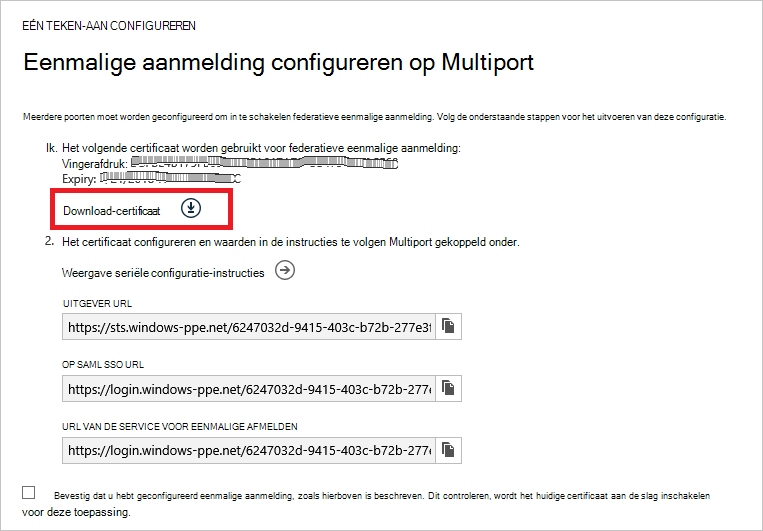 EÉN TEKEN-AAN CONFIGUREREN
Eenmalige aanmelding configureren op Multiport
Meerdere poorten moet worden geconfigureerd om in te schakelen federatieve eenmalige aanmelding. Volg de onderstaande stappen voor het uitvoeren van deze configuratie.
Ik. Het volgende certificaat worden gebruikt voor federatieve eenmalige aanmelding:
Vingerafdruk:
Expiry:
Download-certificaat
2. Het certificaat configureren en waarden in de instructies te volgen Multiport gekoppeld onder.
Weergave seriële configuratie-instructies
UITGEVER URL
https://sts.windows-ppe.net/6247032d-9415-403c-b72b-277e3f
OP SAML SSO URL
https://login.windows-ppe.net/6247032d-9415-403c-b72b-277e
URL VAN DE SERVICE VOOR EENMALIGE AFMELDEN
https://login.windows-ppe.net/6247032d-9415-403c-b72b-277e
Bevestig dat u hebt geconfigureerd eenmalige aanmelding, zoals hierboven is beschreven. Dit controleren, wordt het huidige certificaat aan de slag inschakelen
voor deze toepassing.